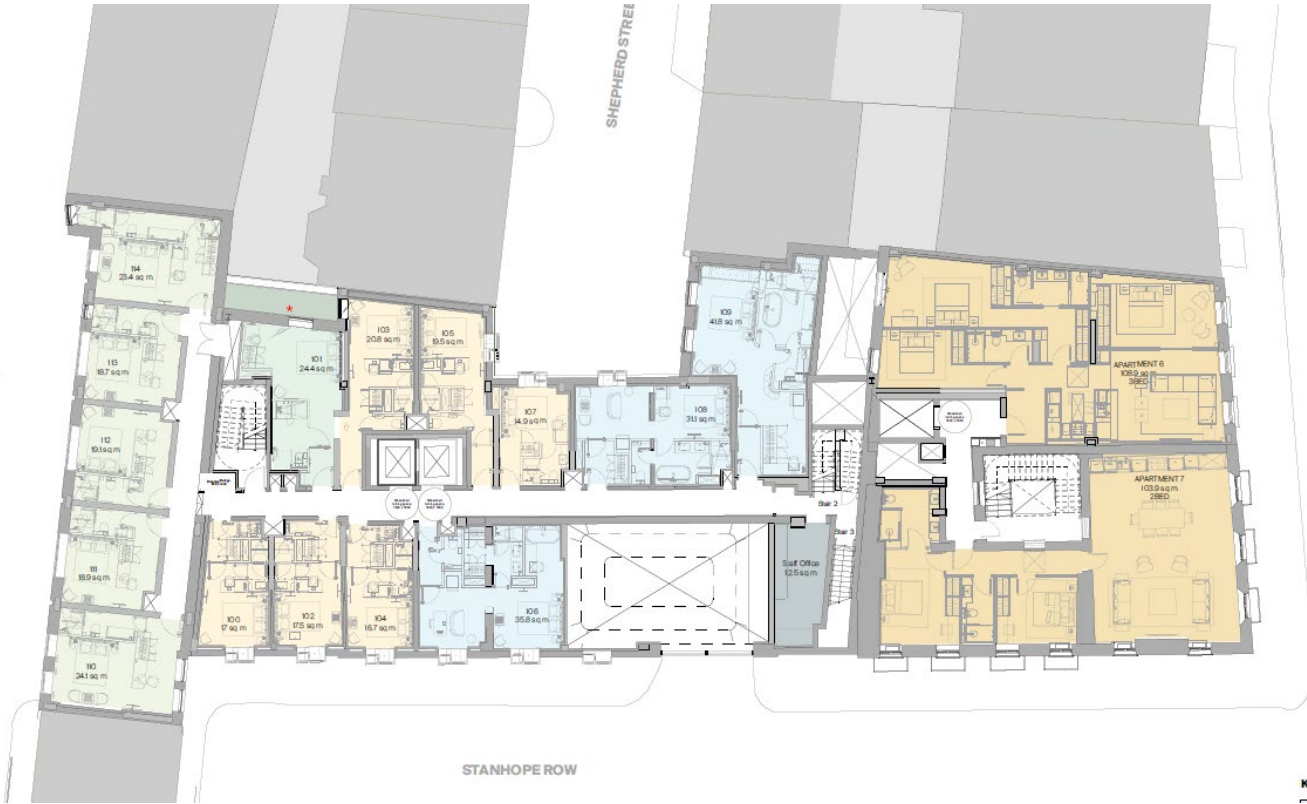 SHEPHERD STREE
114
23.4 sq m
113
18.7 sq m
112
19.1 sq m
111
18.9 sq m
110
24.1 sq m
*
101
24.4 sq m
103
20.8 sq m
105
19.5 sq m
107
14.9 sq m
108
31.1 sq m
109
41.8 sq m
100
17 sq m
102
17.5 sq m
104
16.7 sq m
106
35.8 sq m
Staff Office
12.5 sq m
Stair 2
Stair 3
APARTMENT 6
108.9 sq m
3BED
APARTMENT 7
103.9 sq m
2BED
STANHOPE ROW
K